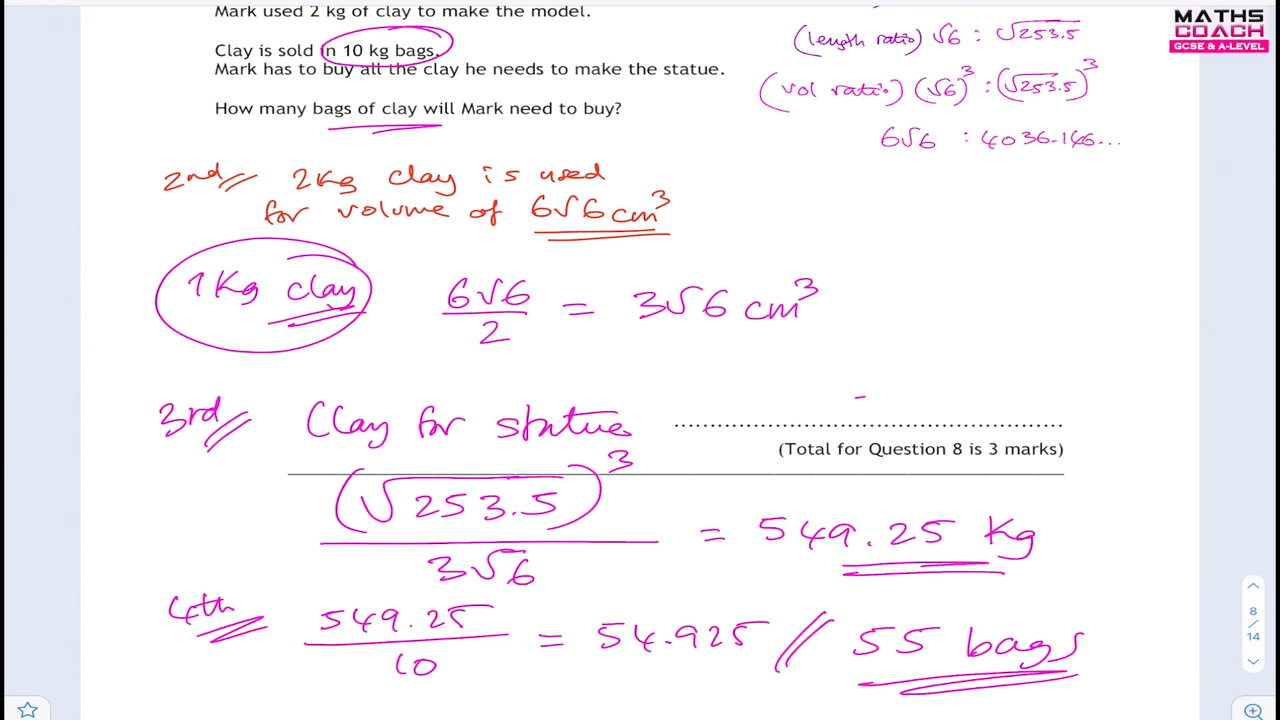 Mark used 2 kg of clay to make the model.
Clay is sold in 10 kg bags.
Mark has to buy all the clay he needs to make the statue.
How many bags of clay will Mark need to buy?
MATHS
COACH
GCSE & A-LEVEL
(length ratio) √6 : √253.5
(vol ratio) (√6)³ : (√253.5)³
6√6 : 4036.146...
2nd 2kg clay is used
for volume of 6√6 cm³
1kg clay 6√6/2 = 3√6 cm³
3rd Clay for statue
(Total for Question 8 is 3 marks)
(√253.5)³/3√6 = 549.25 kg
4th 549.25/10 = 54.925 // 55 bags
8
/
14